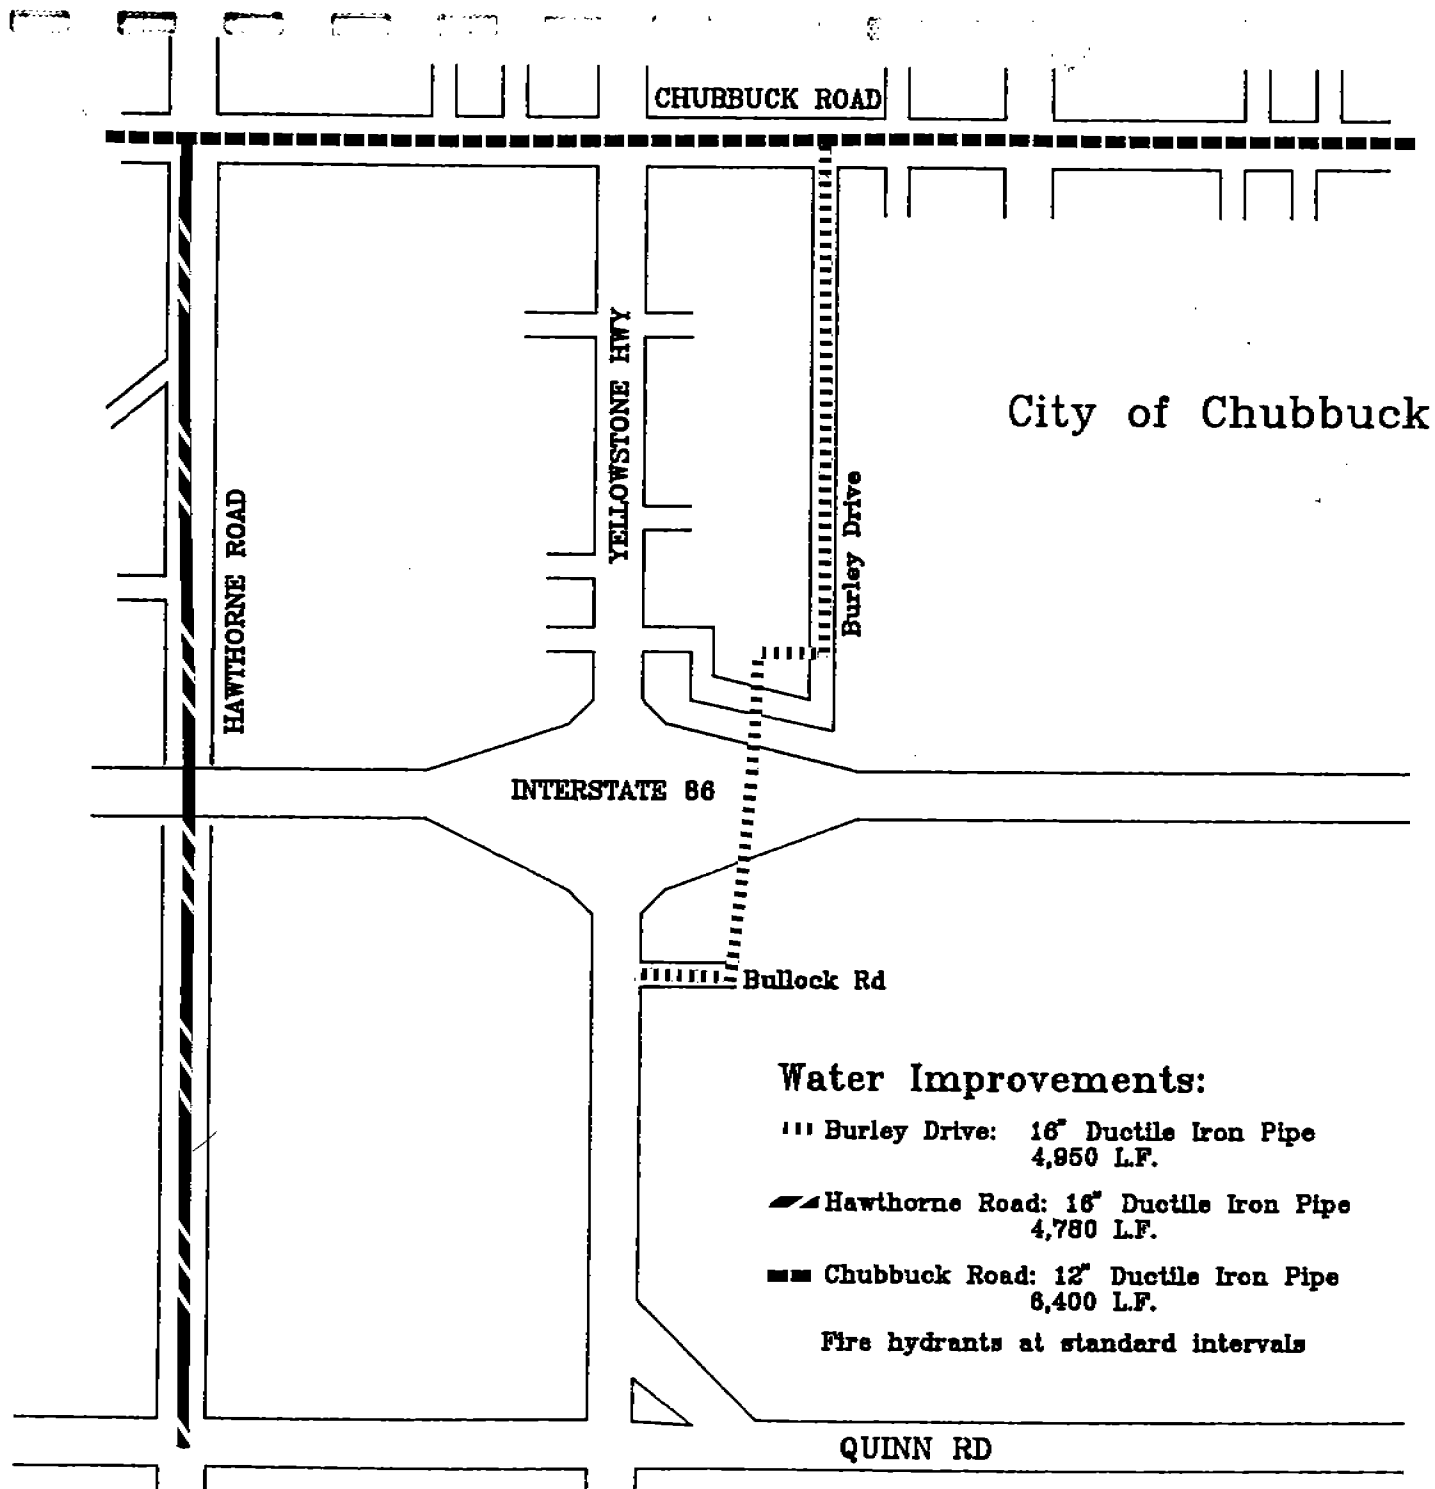 CHUBBUCK ROAD
YELLOWSTONE HWY
City of Chubbuck
Burley Drive
HAWTHORNE ROAD
INTERSTATE 86
Bullock Rd
Water Improvements:
Burley Drive: 16" Ductile Iron Pipe
4,950 L.F.
Hawthorne Road: 16" Ductile Iron Pipe
4,780 L.F.
Chubbuck Road: 12" Ductile Iron Pipe
6,400 L.F.
Fire hydrants at standard intervals
QUINN RD